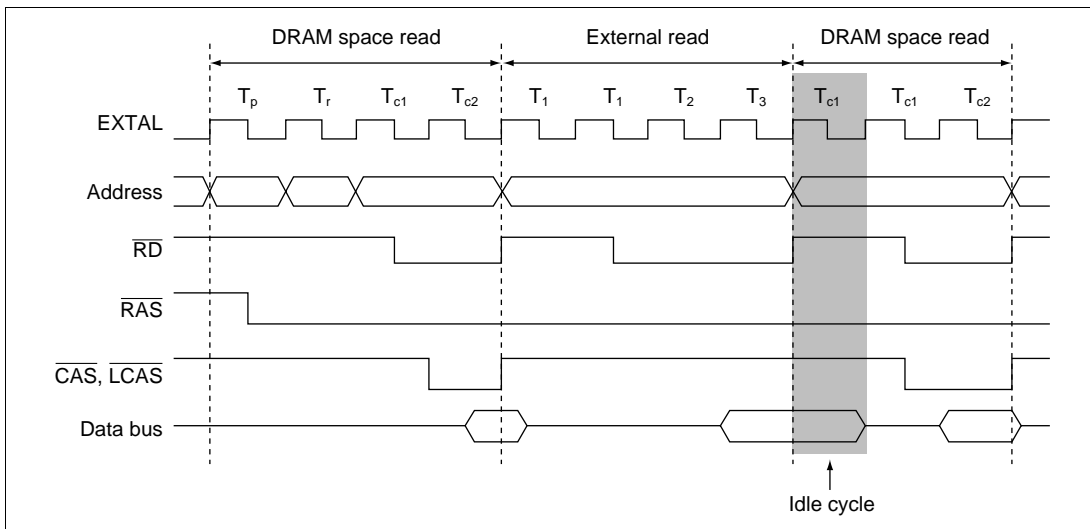 DRAM space read External read DRAM space read
Tp Tr Tc1 Tc2 T1 T1 T2 T3 Tc1 Tc1 Tc2
EXTAL
Address
RD
RAS
CAS, LCAS
Data bus
Idle cycle